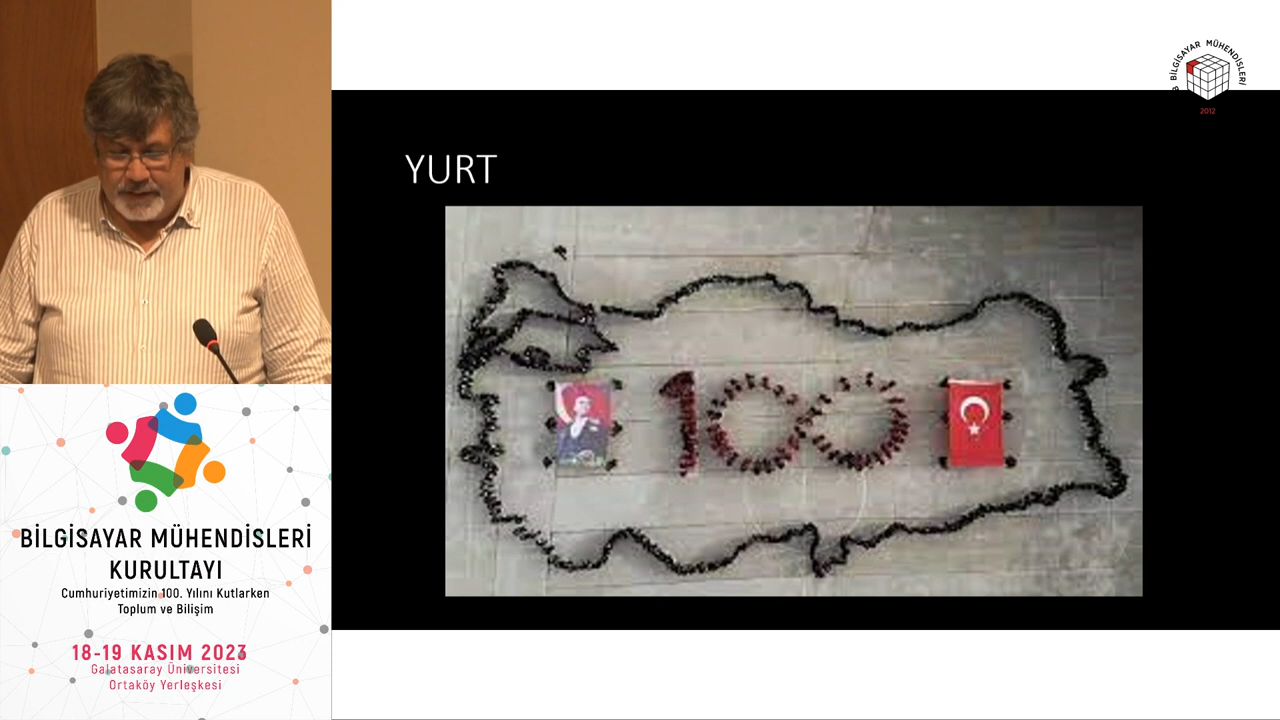 BİLGİSAYAR MÜHENDİSLERİ
2012
YURT
100
BİLGİSAYAR MÜHENDİSLERİ
KURULTAYI
Cumhuriyetimizin 100. Yılını Kutlarken
Toplum ve Bilişim
18-19 KASIM 2023
Galatasaray Üniversitesi
Ortaköy Yerleşkesi